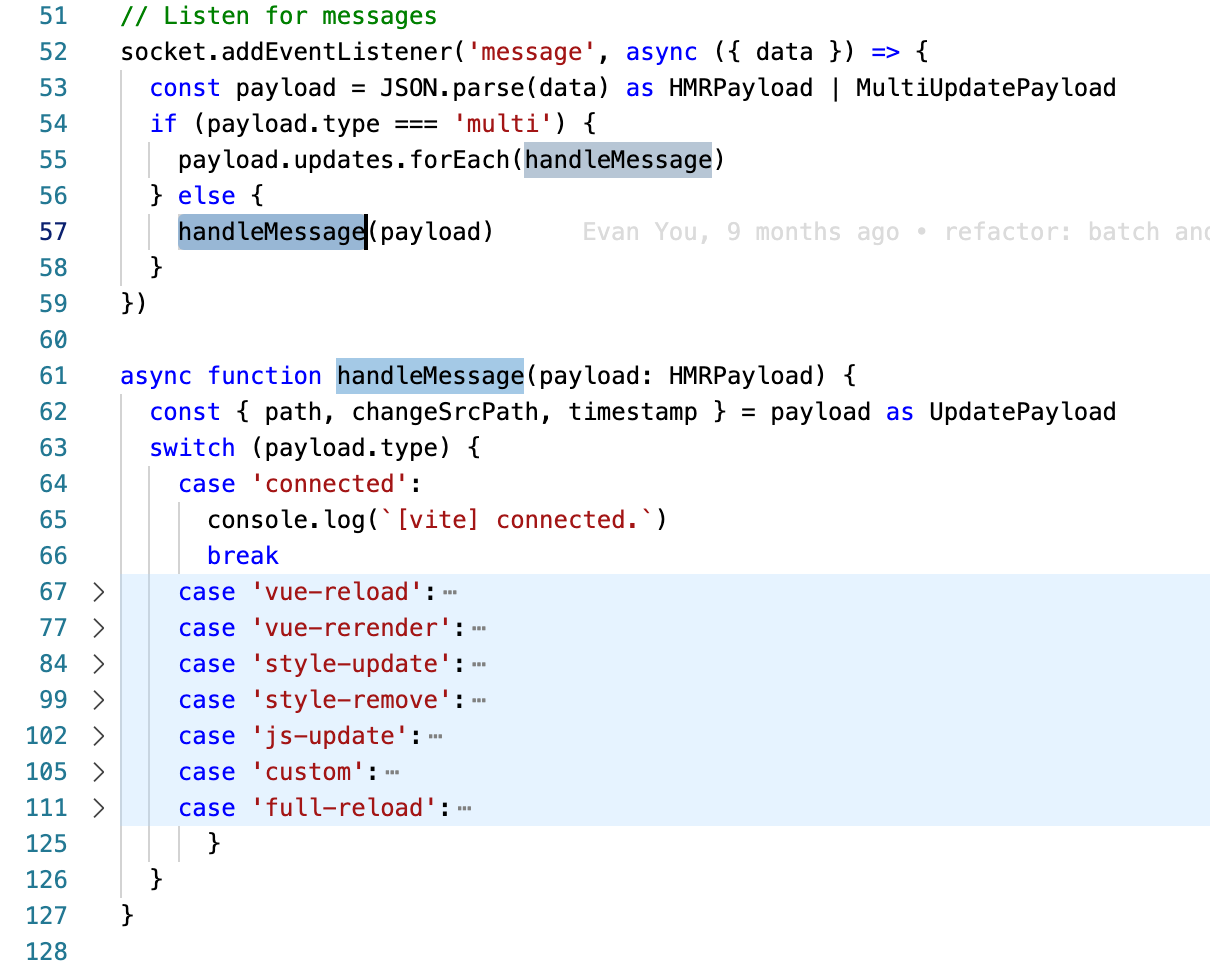 51 // Listen for messages
52 socket.addEventListener('message', async ({ data }) => {
53 const payload = JSON.parse(data) as HMRPayload | MultiUpdatePayload
54 if (payload.type === 'multi') {
55 payload.updates.forEach(handleMessage)
56 } else {
57 handleMessage(payload) Evan You, 9 months ago • refactor: batch and
58 }
59 })
60
61 async function handleMessage(payload: HMRPayload) {
62 const { path, changeSrcPath, timestamp } = payload as UpdatePayload
63 switch (payload.type) {
64 case 'connected':
65 console.log(`[vite] connected.`)
66 break
67 > case 'vue-reload':⋯
77 > case 'vue-rerender':⋯
84 > case 'style-update':⋯
99 > case 'style-remove':⋯
102 > case 'js-update':⋯
105 > case 'custom':⋯
111 > case 'full-reload':⋯
125 }
126 }
127 }
128